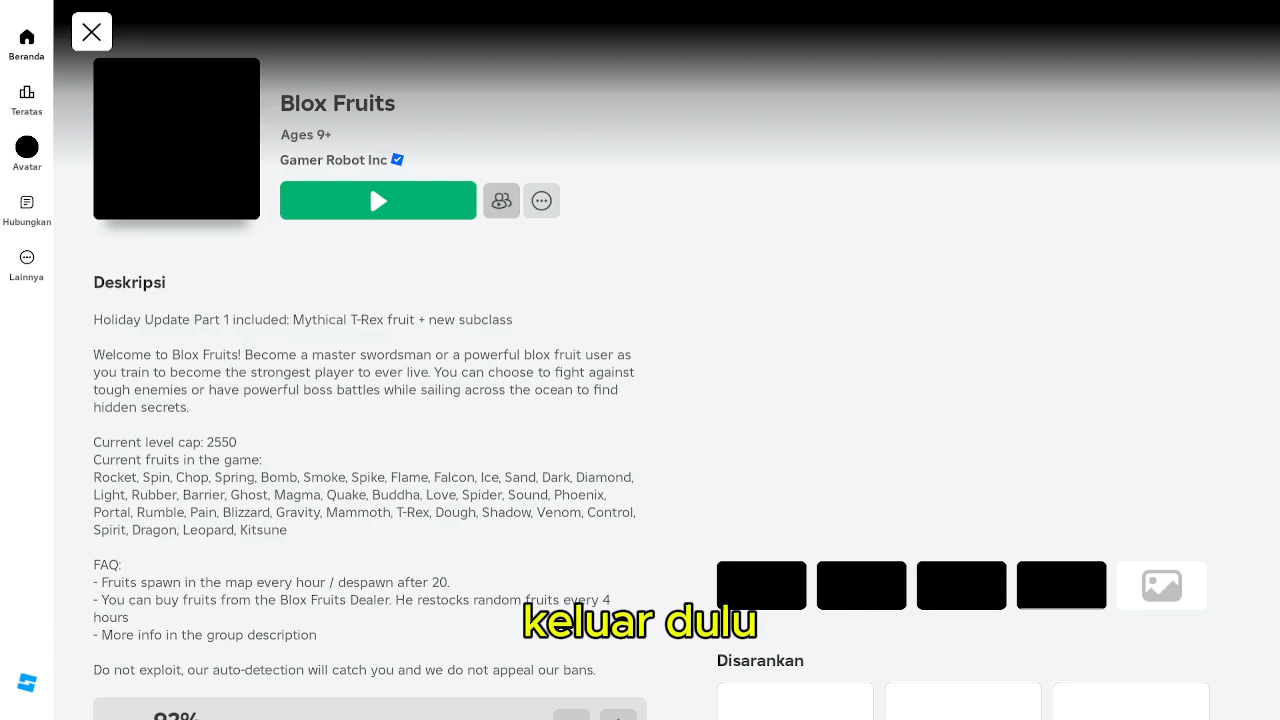 Beranda
Teratas
Avatar
Hubungkan
Lainnya
Blox Fruits
Ages 9+
Gamer Robot Inc
Deskripsi
Holiday Update Part 1 included: Mythical T-Rex fruit + new subclass
Welcome to Blox Fruits! Become a master swordsman or a powerful blox fruit user as
you train to become the strongest player to ever live. You can choose to fight against
tough enemies or have powerful boss battles while sailing across the ocean to find
hidden secrets.
Current level cap: 2550
Current fruits in the game:
Rocket, Spin, Chop, Spring, Bomb, Smoke, Spike, Flame, Falcon, Ice, Sand, Dark, Diamond,
Light, Rubber, Barrier, Ghost, Magma, Quake, Buddha, Love, Spider, Sound, Phoenix,
Portal, Rumble, Pain, Blizzard, Gravity, Mammoth, T-Rex, Dough, Shadow, Venom, Control,
Spirit, Dragon, Leopard, Kitsune
FAQ:
- Fruits spawn in the map every hour / despawn after 20.
- You can buy fruits from the Blox Fruits Dealer. He restocks random fruits every 4
hours
- More info in the group description
Do not exploit, our auto-detection will catch you and we do not appeal our bans.
92%
keluar dulu
Disarankan